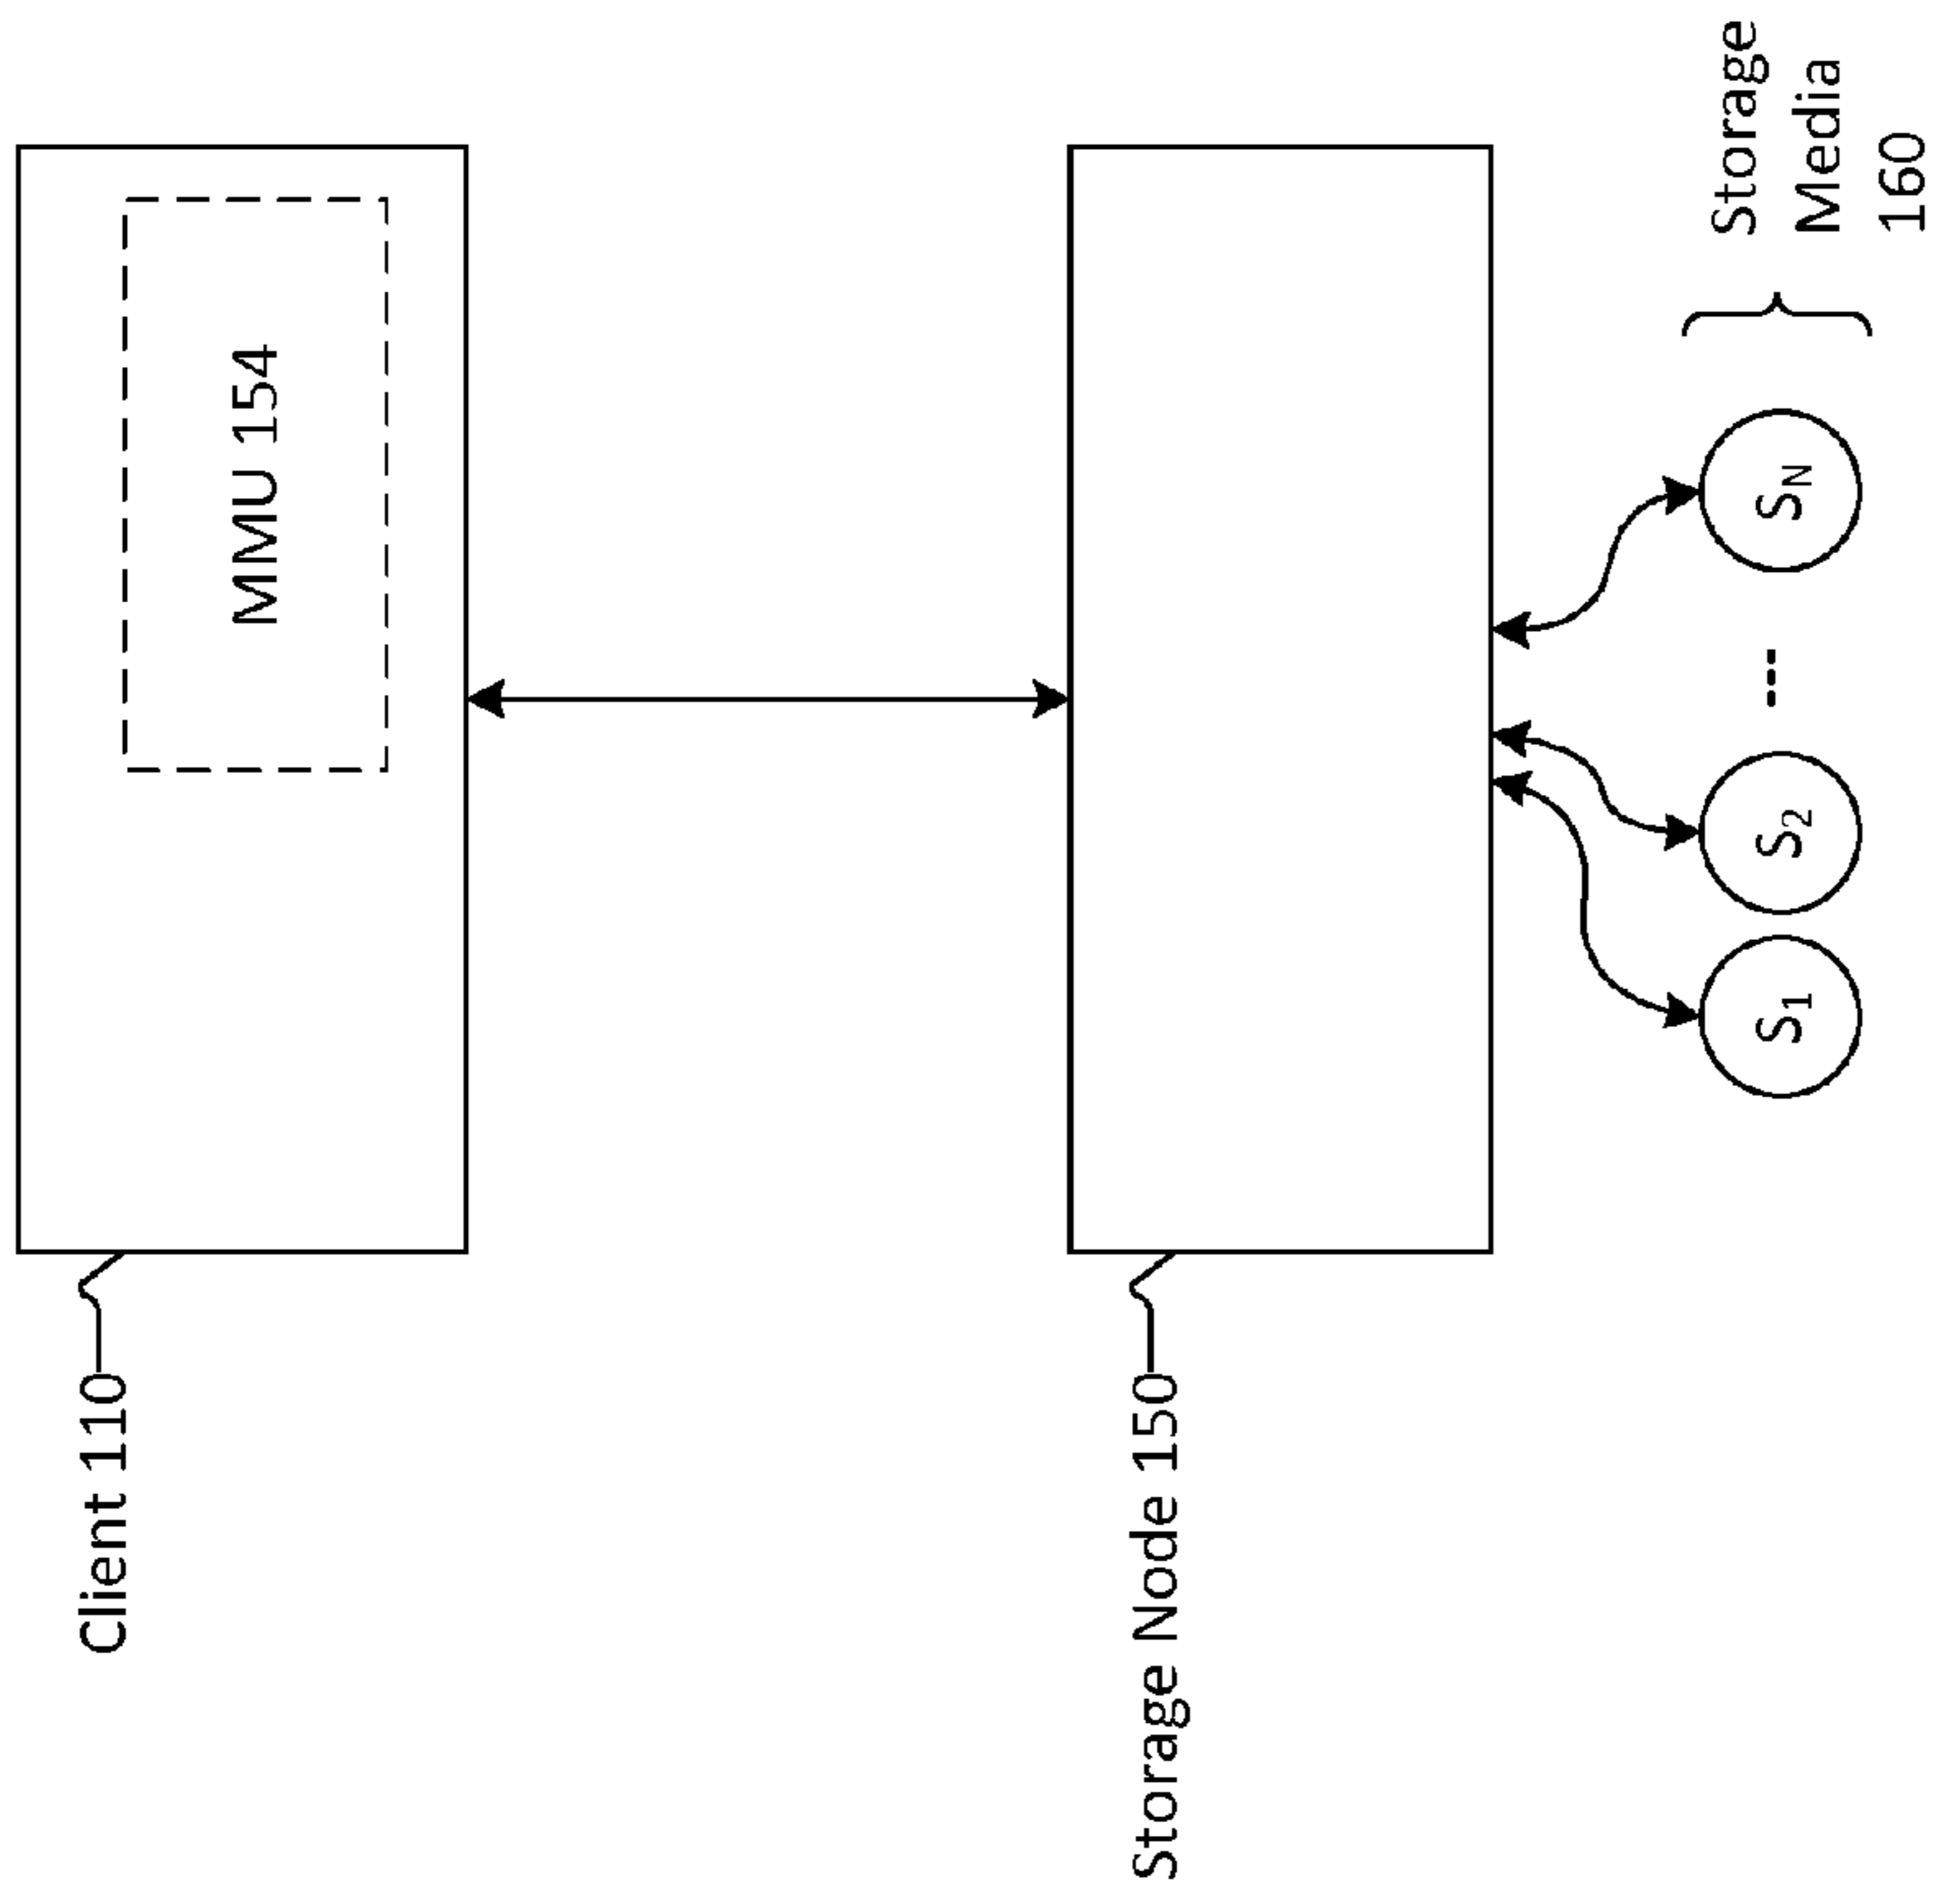 Client 110
MMU 154
Storage Node 150
S1
S2
---
SN
Storage
Media
160